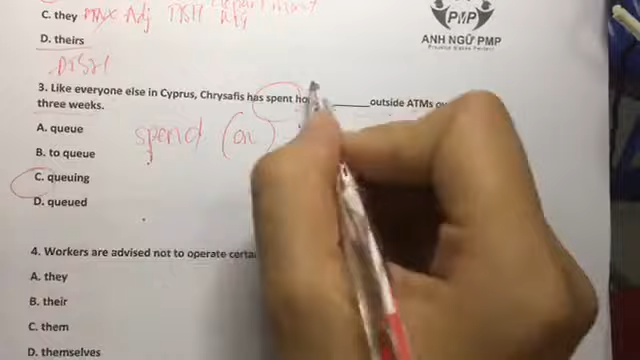 C. they Adj
D. theirs
PMP
ANH NGỮ PMP
3. Like everyone else in Cyprus, Chrysafis has spent ho ______outside ATMs
three weeks.
A. queue
spend (on)
B. to queue
C. queuing
D. queued
4. Workers are advised not to operate certa
A. they
B. their
C. them
D. themselves